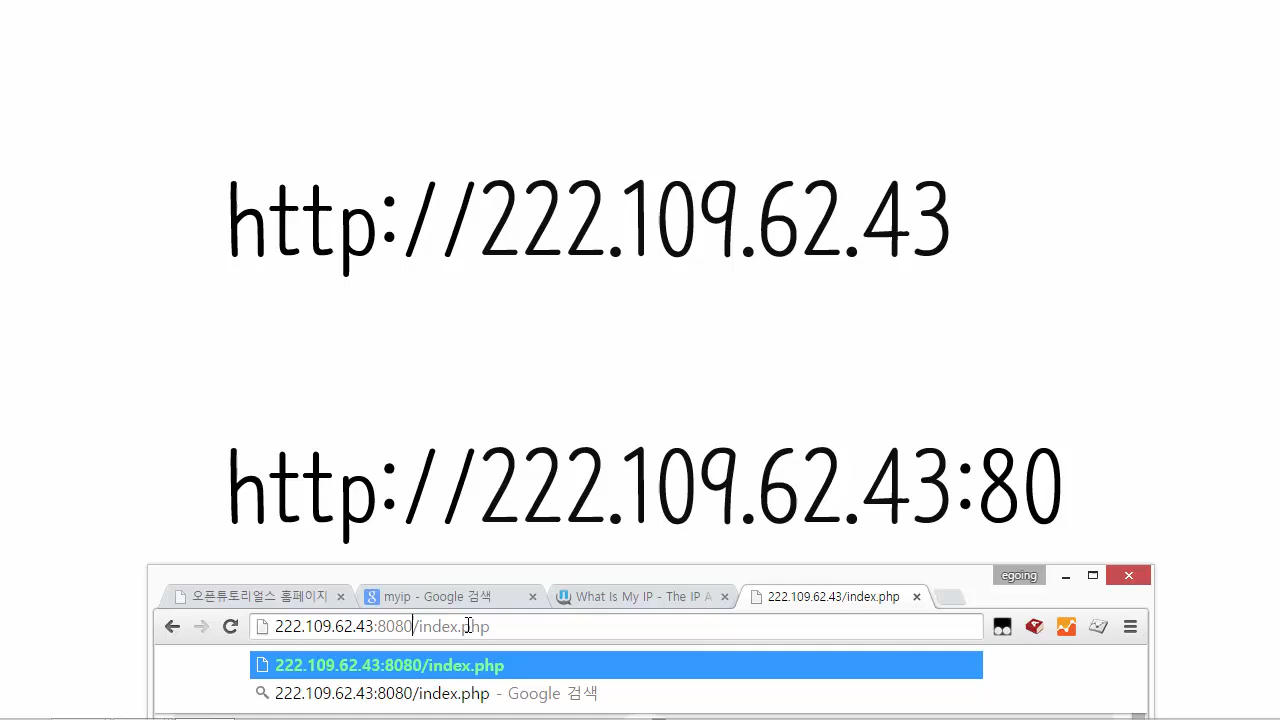 http://222.109.62.43
http://222.109.62.43:80
egoing
오픈튜토리얼스 홈페이지
myip - Google 검색
What Is My IP - The IP A
222.109.62.43/index.php
222.109.62.43:8080/index.php
222.109.62.43:8080/index.php
222.109.62.43:8080/index.php - Google 검색